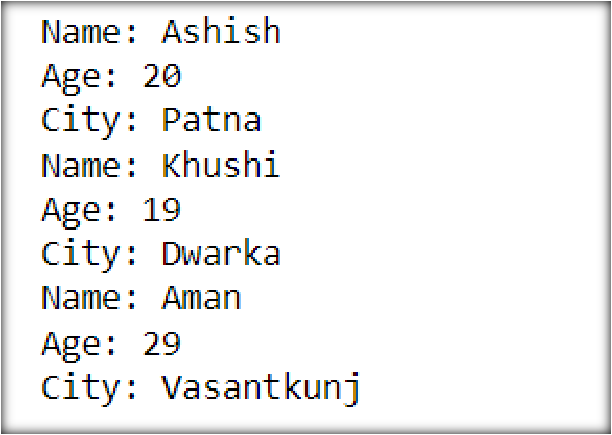 Name: Ashish
Age: 20
City: Patna
Name: Khushi
Age: 19
City: Dwarka
Name: Aman
Age: 29
City: Vasantkunj